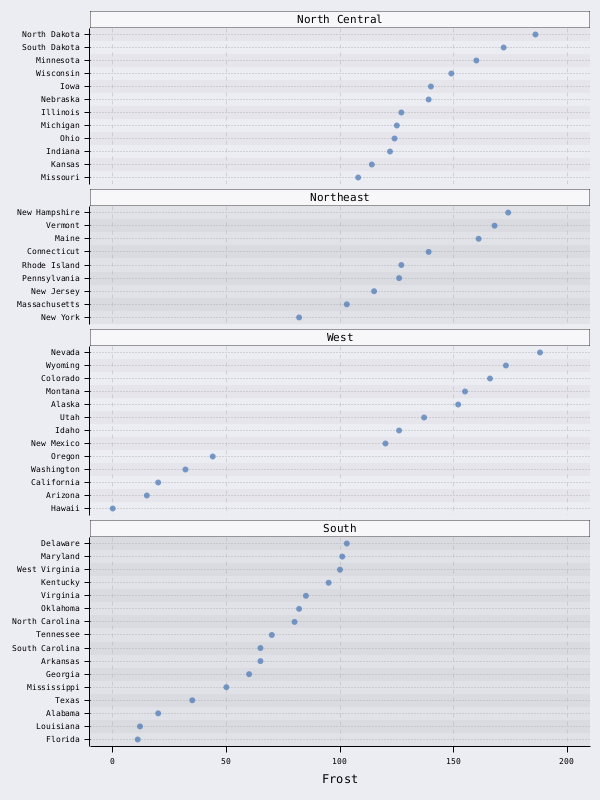 North Central
North Dakota
South Dakota
Minnesota
Wisconsin
Iowa
Nebraska
Illinois
Michigan
Ohio
Indiana
Kansas
Missouri
Northeast
New Hampshire
Vermont
Maine
Connecticut
Rhode Island
Pennsylvania
New Jersey
Massachusetts
New York
West
Nevada
Wyoming
Colorado
Montana
Alaska
Utah
Idaho
New Mexico
Oregon
Washington
California
Arizona
Hawaii
South
Delaware
Maryland
West Virginia
Kentucky
Virginia
Oklahoma
North Carolina
Tennessee
South Carolina
Arkansas
Georgia
Mississippi
Texas
Alabama
Louisiana
Florida
0 50 100 150 200
Frost